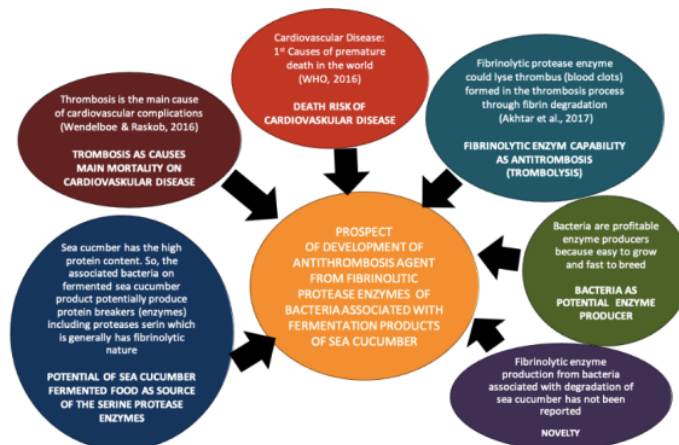 Cardiovascular Disease:
1st Causes of premature
death in the world
(WHO, 2016)
DEATH RISK OF
CARDIOVASKULAR DISEASE
Thrombosis is the main cause
of cardiovascular complications
(Wendelboe & Raskob, 2016)
TROMBOSIS AS CAUSES
MAIN MORTALITY ON
CARDIOVASKULAR DISEASE
Fibrinolytic protease enzyme
could lyse thrombus (blood clots)
formed in the thrombosis process
through fibrin degradation
(Akhtar et al., 2017)
FIBRINOLYTIC ENZYM CAPABILITY
AS ANTITROMBOSIS
(TROMBOLYSIS)
Sea cucmber has the high
protein content. So, the
associated bacteria on
fermented sea cucumber
product potentially produce
protein breakers (enzymes)
including proteases serin which
is generally has fibrinolytic
nature
POTENTIAL OF SEA CUCUMBER
FERMENTED FOOD AS SOURCE
OF THE SERINE PROTEASE
ENZYMES
PROSPECT
OF DEVELOPMENT OF
ANTITHROMBOSIS AGENT
FROM FIBRINOLITIC
PROTEASE ENZYMES OF
BACTERIA ASSOCIATED WITH
FERMENTATION PRODUCTS
OF SEA CUCUMBER
Bacteria are profitable
enzyme producers
because easy to grow
and fast to breed
BACTERIA AS
POTENTIAL ENZYME
PRODUCER
Fibrinolytic enzyme
production from bacteria
associated with degradation of
sea cucumber has not been
reported
NOVELTY